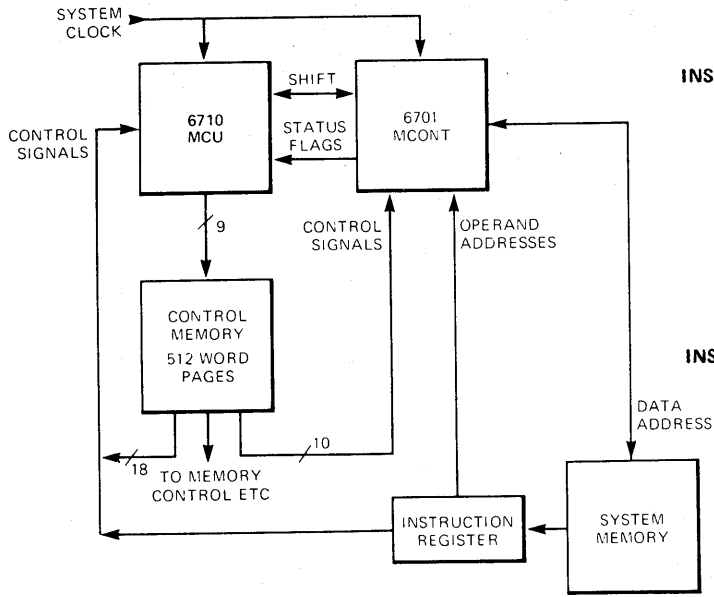 SYSTEM
CLOCK
6710
MCU
SHIFT
STATUS
FLAGS
6701
MCONT
INS
CONTROL
SIGNALS
9
CONTROL
SIGNALS
OPERAND
ADDRESSES
CONTROL
MEMORY
512 WORD
PAGES
INS
DATA
ADDRESS
18
10
TO MEMORY
CONTROL ETC
INSTRUCTION
REGISTER
SYSTEM
MEMORY